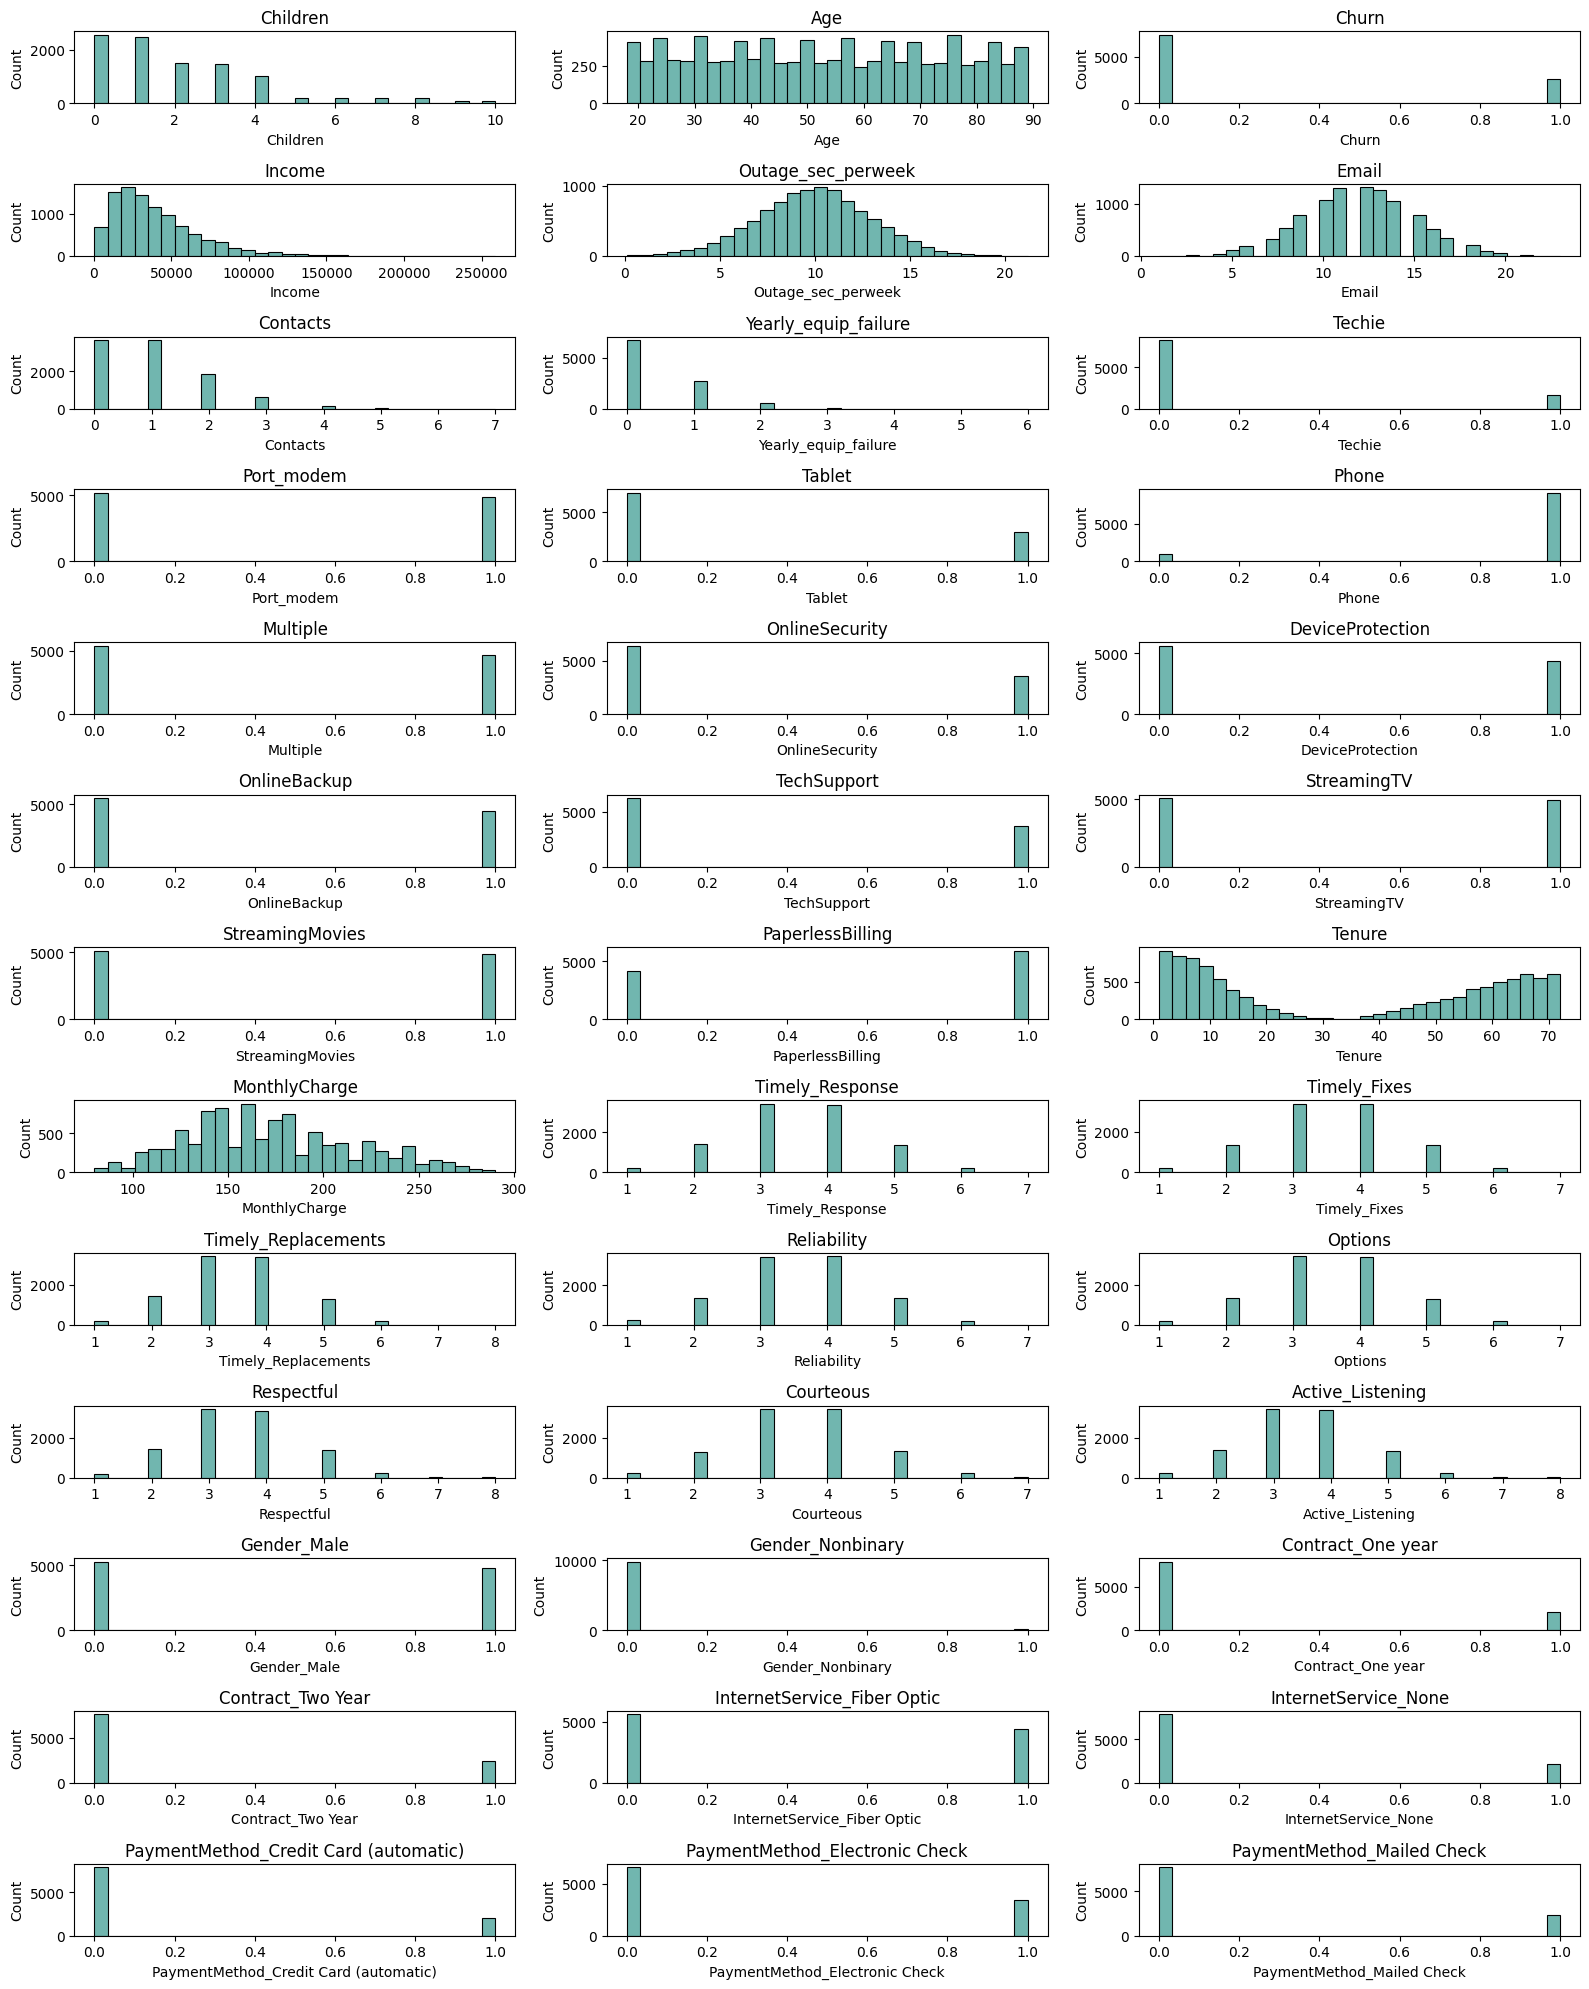 Children Age Churn
Count 2000 0 Count 250 0 Count 5000 0
0 2 4 6 8 10 20 30 40 50 60 70 80 90 0.0 0.2 0.4 0.6 0.8 1.0
Children Age Churn
Income Outage_sec_perweek Email
Count 1000 0 Count 1000 500 0 Count 1000 0
0 50000 100000 150000 200000 250000 5 10 15 20 0 5 10 15 20
Income Outage_sec_perweek Email
Contacts Yearly_equip_failure Techie
Count 2000 0 Count 5000 0 Count 5000 0
0 1 2 3 4 5 6 7 0 1 2 3 4 5 6 0.0 0.2 0.4 0.6 0.8 1.0
Contacts Yearly_equip_failure Techie
Port_modem Tablet Phone
Count 5000 0 Count 5000 0 Count 5000 0
0.0 0.2 0.4 0.6 0.8 1.0 0.0 0.2 0.4 0.6 0.8 1.0 0.0 0.2 0.4 0.6 0.8 1.0
Port_modem Tablet Phone
Multiple OnlineSecurity DeviceProtection
Count 5000 0 Count 5000 0 Count 5000 0
0.0 0.2 0.4 0.6 0.8 1.0 0.0 0.2 0.4 0.6 0.8 1.0 0.0 0.2 0.4 0.6 0.8 1.0
Multiple OnlineSecurity DeviceProtection
OnlineBackup TechSupport StreamingTV
Count 5000 0 Count 5000 0 Count 5000 0
0.0 0.2 0.4 0.6 0.8 1.0 0.0 0.2 0.4 0.6 0.8 1.0 0.0 0.2 0.4 0.6 0.8 1.0
OnlineBackup TechSupport StreamingTV
StreamingMovies PaperlessBilling Tenure
Count 5000 0 Count 5000 0 Count 500 0
0.0 0.2 0.4 0.6 0.8 1.0 0.0 0.2 0.4 0.6 0.8 1.0 0 10 20 30 40 50 60 70
StreamingMovies PaperlessBilling Tenure
MonthlyCharge Timely_Response Timely_Fixes
Count 500 0 Count 2000 0 Count 2000 0
100 150 200 250 300 1 2 3 4 5 6 7 1 2 3 4 5 6 7
MonthlyCharge Timely_Response Timely_Fixes
Timely_Replacements Reliability Options
Count 2000 0 Count 2000 0 Count 2000 0
1 2 3 4 5 6 7 8 1 2 3 4 5 6 7 1 2 3 4 5 6 7
Timely_Replacements Reliability Options
Respectful Courteous Active_Listening
Count 2000 0 Count 2000 0 Count 2000 0
1 2 3 4 5 6 7 8 1 2 3 4 5 6 7 1 2 3 4 5 6 7 8
Respectful Courteous Active_Listening
Gender_Male Gender_Nonbinary Contract_One year
Count 5000 0 Count 10000 5000 0 Count 5000 0
0.0 0.2 0.4 0.6 0.8 1.0 0.0 0.2 0.4 0.6 0.8 1.0 0.0 0.2 0.4 0.6 0.8 1.0
Gender_Male Gender_Nonbinary Contract_One year
Contract_Two Year InternetService_Fiber Optic InternetService_None
Count 5000 0 Count 5000 0 Count 5000 0
0.0 0.2 0.4 0.6 0.8 1.0 0.0 0.2 0.4 0.6 0.8 1.0 0.0 0.2 0.4 0.6 0.8 1.0
Contract_Two Year InternetService_Fiber Optic InternetService_None
PaymentMethod_Credit Card (automatic) PaymentMethod_Electronic Check PaymentMethod_Mailed Check
Count 5000 0 Count 5000 0 Count 5000 0
0.0 0.2 0.4 0.6 0.8 1.0 0.0 0.2 0.4 0.6 0.8 1.0 0.0 0.2 0.4 0.6 0.8 1.0
PaymentMethod_Credit Card (automatic) PaymentMethod_Electronic Check PaymentMethod_Mailed Check